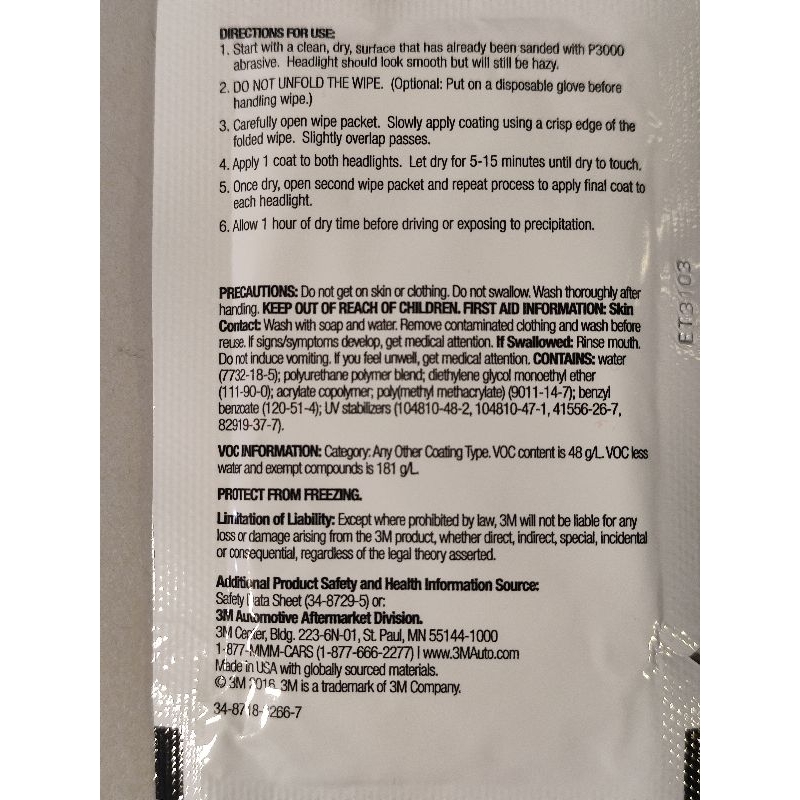 DIRECTIONS FOR USE:
1. Start with a clean, dry, surface that has already been sanded with P3000
abrasive. Headlight should look smooth but will still be hazy.
2. DO NOT UNFOLD THE WIPE. (Optional: Put on a disposable glove before
handling wipe.)
3. Carefully open wipe packet. Slowly apply coating using a crisp edge of the
folded wipe. Slightly overlap passes.
4. Apply 1 coat to both headlights. Let dry for 5-15 minutes until dry to touch.
5. Once dry, open second wipe packet and repeat process to apply final coat to
each headlight.
6. Allow 1 hour of dry time before driving or exposing to precipitation.
PRECAUTIONS: Do not get on skin or clothing. Do not swallow. Wash thoroughly after
handing. KEEP OUT OF REACH OF CHILDREN. FIRST AID INFORMATION: Skin
Contact: Wash with soap and water. Remove contaminated clothing and wash before
reuse. If signs/symptoms develop, get medical attention. If Swallowed: Rinse mouth.
Do not induce vomiting. If you feel unwell, get medical attention. CONTAINS: water
(7732-18-5); polyurethane polymer blend; diethylene glycol monoethyl ether
(111-90-0); acrylate copolymer; poly(methyl methacrylate) (9011-14-7); benzyl
benzoate (120-51-4); UV stabilizers (104810-48-2, 104810-47-1, 41556-26-7,
82919-37-7).
VOC INFORMATION: Category: Any Other Coating Type. VOC content is 48 g/L. VOC less
water and exempt compounds is 181 g/L.
PROTECT FROM FREEZING.
Limitation of Liability: Except where prohibited by law, 3M will not be liable for any
loss or damage arising from the 3M product, whether direct, indirect, special, incidental
or consequential, regardless of the legal theory asserted.
Additional Product Safety and Health Information Source:
Safety Data Sheet (34-8729-5) or:
3M Automotive Aftermarket Division.
3M Center, Bldg. 223-6N-01, St. Paul, MN 55144-1000
1-877-MMM-CARS (1-877-666-2277) | www.3MAuto.com
Made in USA with globally sourced materials.
© 3M 2016. 3M is a trademark of 3M Company.
ET3103